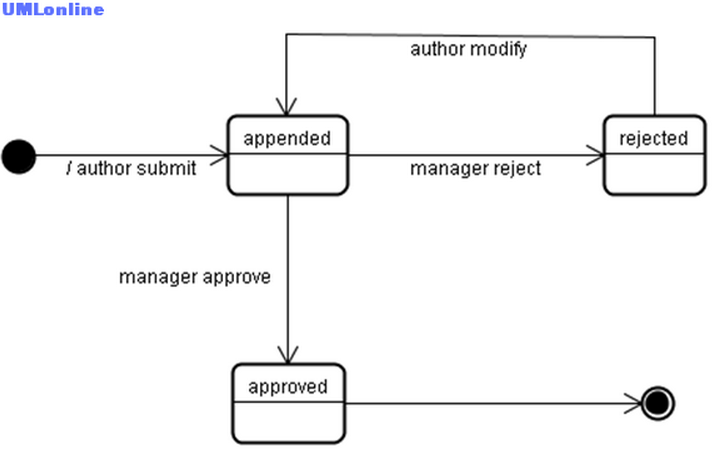 UMLonline
author modify
appended
rejected
/ author submit
manager reject
manager approve
approved